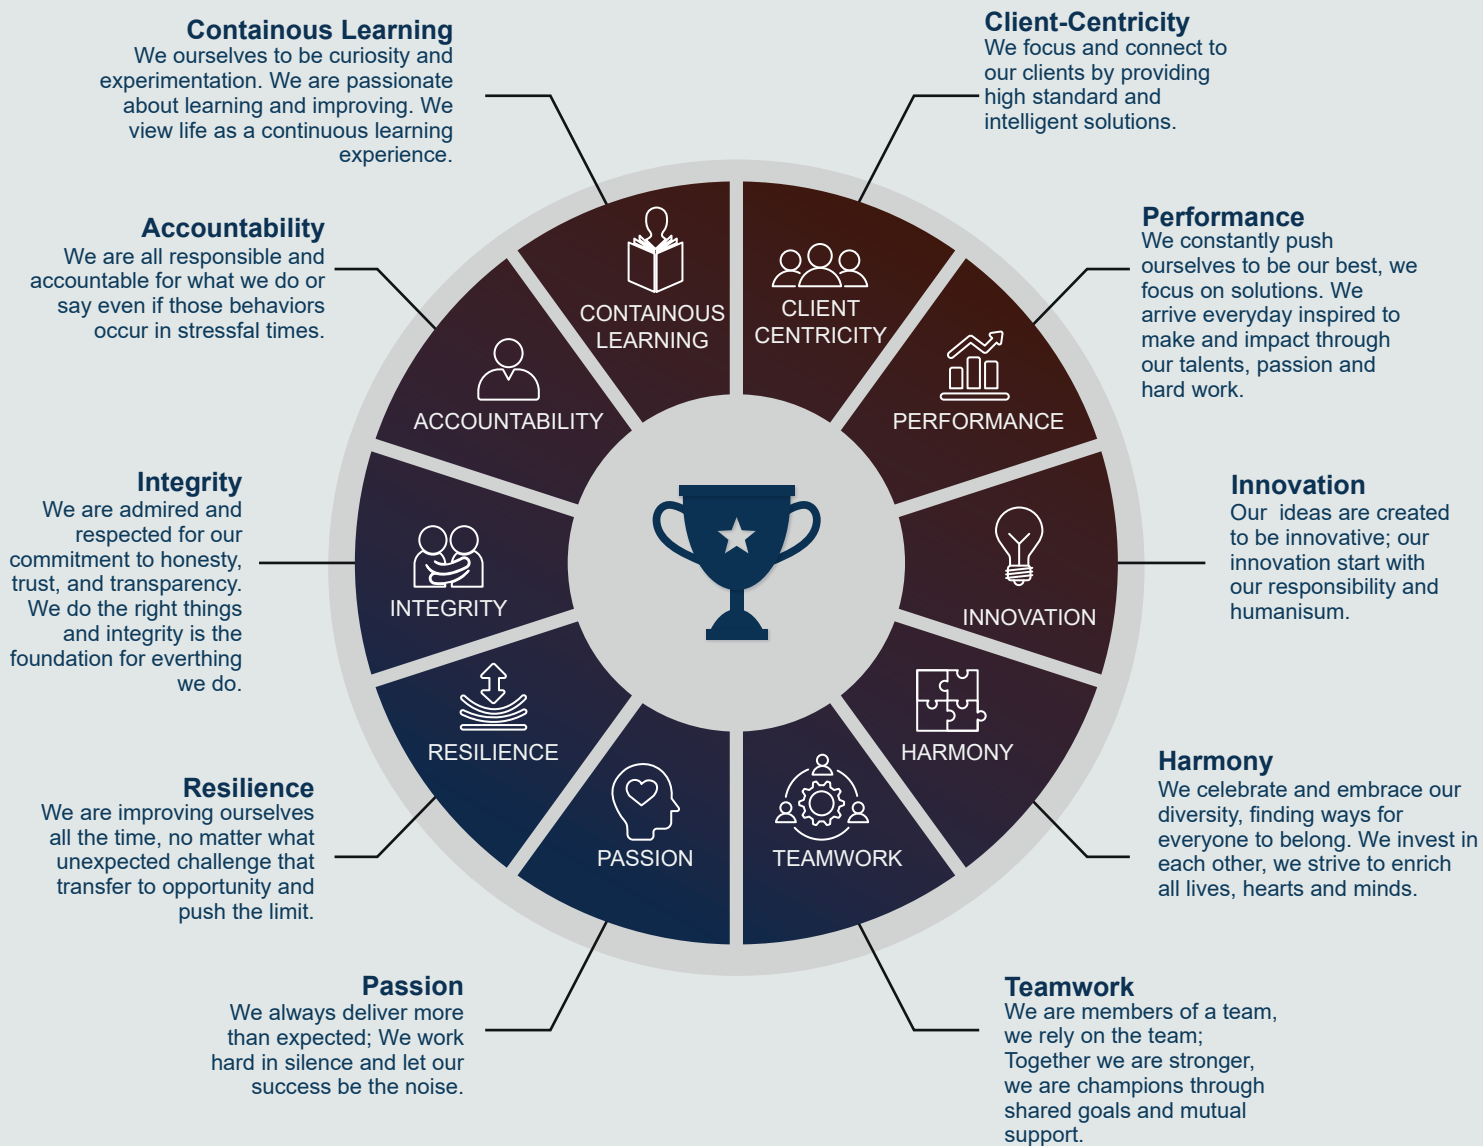 Containous Learning
We ourselves to be curiosity and
experimentation. We are passionate
about learning and improving. We
view life as a continuous learning
experience.
Client-Centricity
We focus and connect to
our clients by providing
high standard and
intelligent solutions.
Accountability
We are all responsible and
accountable for what we do or
say even if those behaviors
occur in stressfal times.
Performance
We constantly push
ourselves to be our best, we
focus on solutions. We
arrive everyday inspired to
make and impact through
our talents, passion and
hard work.
CONTAINOUS
LEARNING
CLIENT
CENTRICITY
ACCOUNTABILITY
PERFORMANCE
Integrity
We are admired and
respected for our
commitment to honesty,
trust, and transparency.
We do the right things
and integrity is the
foundation for everthing
we do.
INTEGRITY
INNOVATION
Innovation
Our  ideas are created
to be innovative; our
innovation start with
our responsibility and
humanisum.
RESILIENCE
HARMONY
PASSION
TEAMWORK
Resilience
We are improving ourselves
all the time, no matter what
unexpected challenge that
transfer to opportunity and
push the limit.
Harmony
We celebrate and embrace our
diversity, finding ways for
everyone to belong. We invest in
each other, we strive to enrich
all lives, hearts and minds.
Passion
We always deliver more
than expected; We work
hard in silence and let our
success be the noise.
Teamwork
We are members of a team,
we rely on the team;
Together we are stronger,
we are champions through
shared goals and mutual
support.